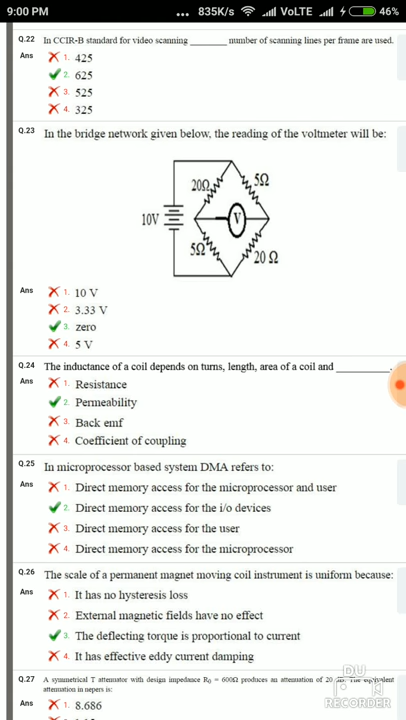 9:00 PM ... 835K/s VoLTE 46%
Q.22 In CCIR-B standard for video scanning ________ number of scanning lines per frame are used.
Ans 1. 425
2. 625
3. 525
4. 325
Q.23 In the bridge network given below, the reading of the voltmeter will be:
20Ω 5Ω
10V V
5Ω 20 Ω
Ans 1. 10 V
2. 3.33 V
3. zero
4. 5 V
Q.24 The inductance of a coil depends on turns, length, area of a coil and __________.
Ans 1. Resistance
2. Permeability
3. Back emf
4. Coefficient of coupling
Q.25 In microprocessor based system DMA refers to:
Ans 1. Direct memory access for the microprocessor and user
2. Direct memory access for the i/o devices
3. Direct memory access for the user
4. Direct memory access for the microprocessor
Q.26 The scale of a permanent magnet moving coil instrument is uniform because:
Ans 1. It has no hysteresis loss
2. External magnetic fields have no effect
3. The deflecting torque is proportional to current
4. It has effective eddy current damping
DU
RECORDER
Q.27 A symmetrical T attenuator with design impedance R₀ = 600Ω produces an attenuation of 20 dB. The equivalent
attenuation in nepers is:
Ans 1. 8.686